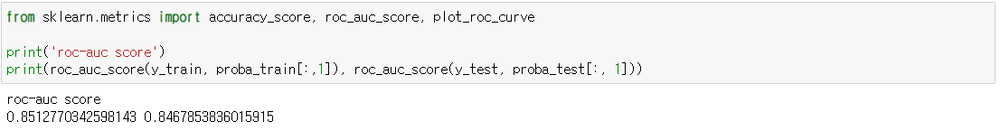 from sklearn.metrics import accuracy_score, roc_auc_score, plot_roc_curve
print('roc-auc score')
print(roc_auc_score(y_train, proba_train[:,1]), roc_auc_score(y_test, proba_test[:, 1]))
roc-auc score
0.8512770342598143 0.8467853836015915